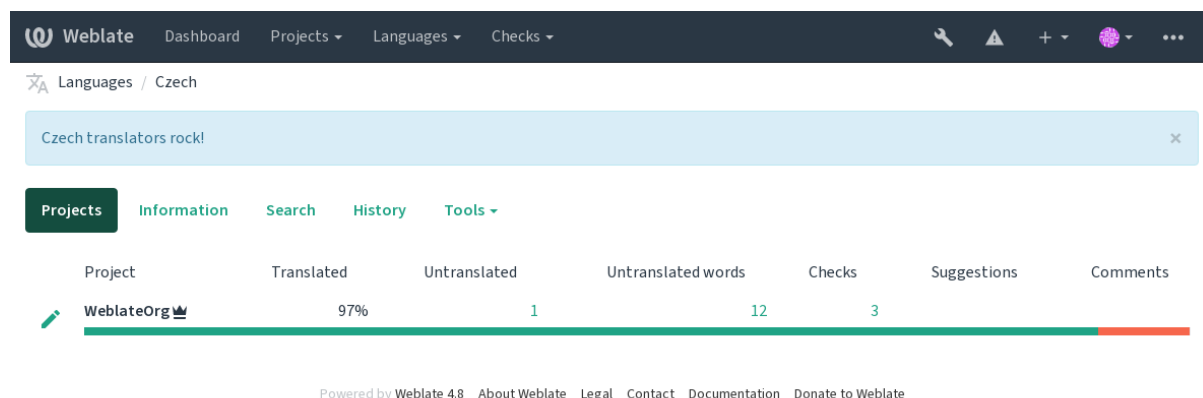 Weblate Dashboard Projects Languages Checks
Languages / Czech
Czech translators rock! ×
Projects Information Search History Tools
Project Translated Untranslated Untranslated words Checks Suggestions Comments
WeblateOrg 97% 1 12 3
Powered by Weblate 4.8 About Weblate Legal Contact Documentation Donate to Weblate